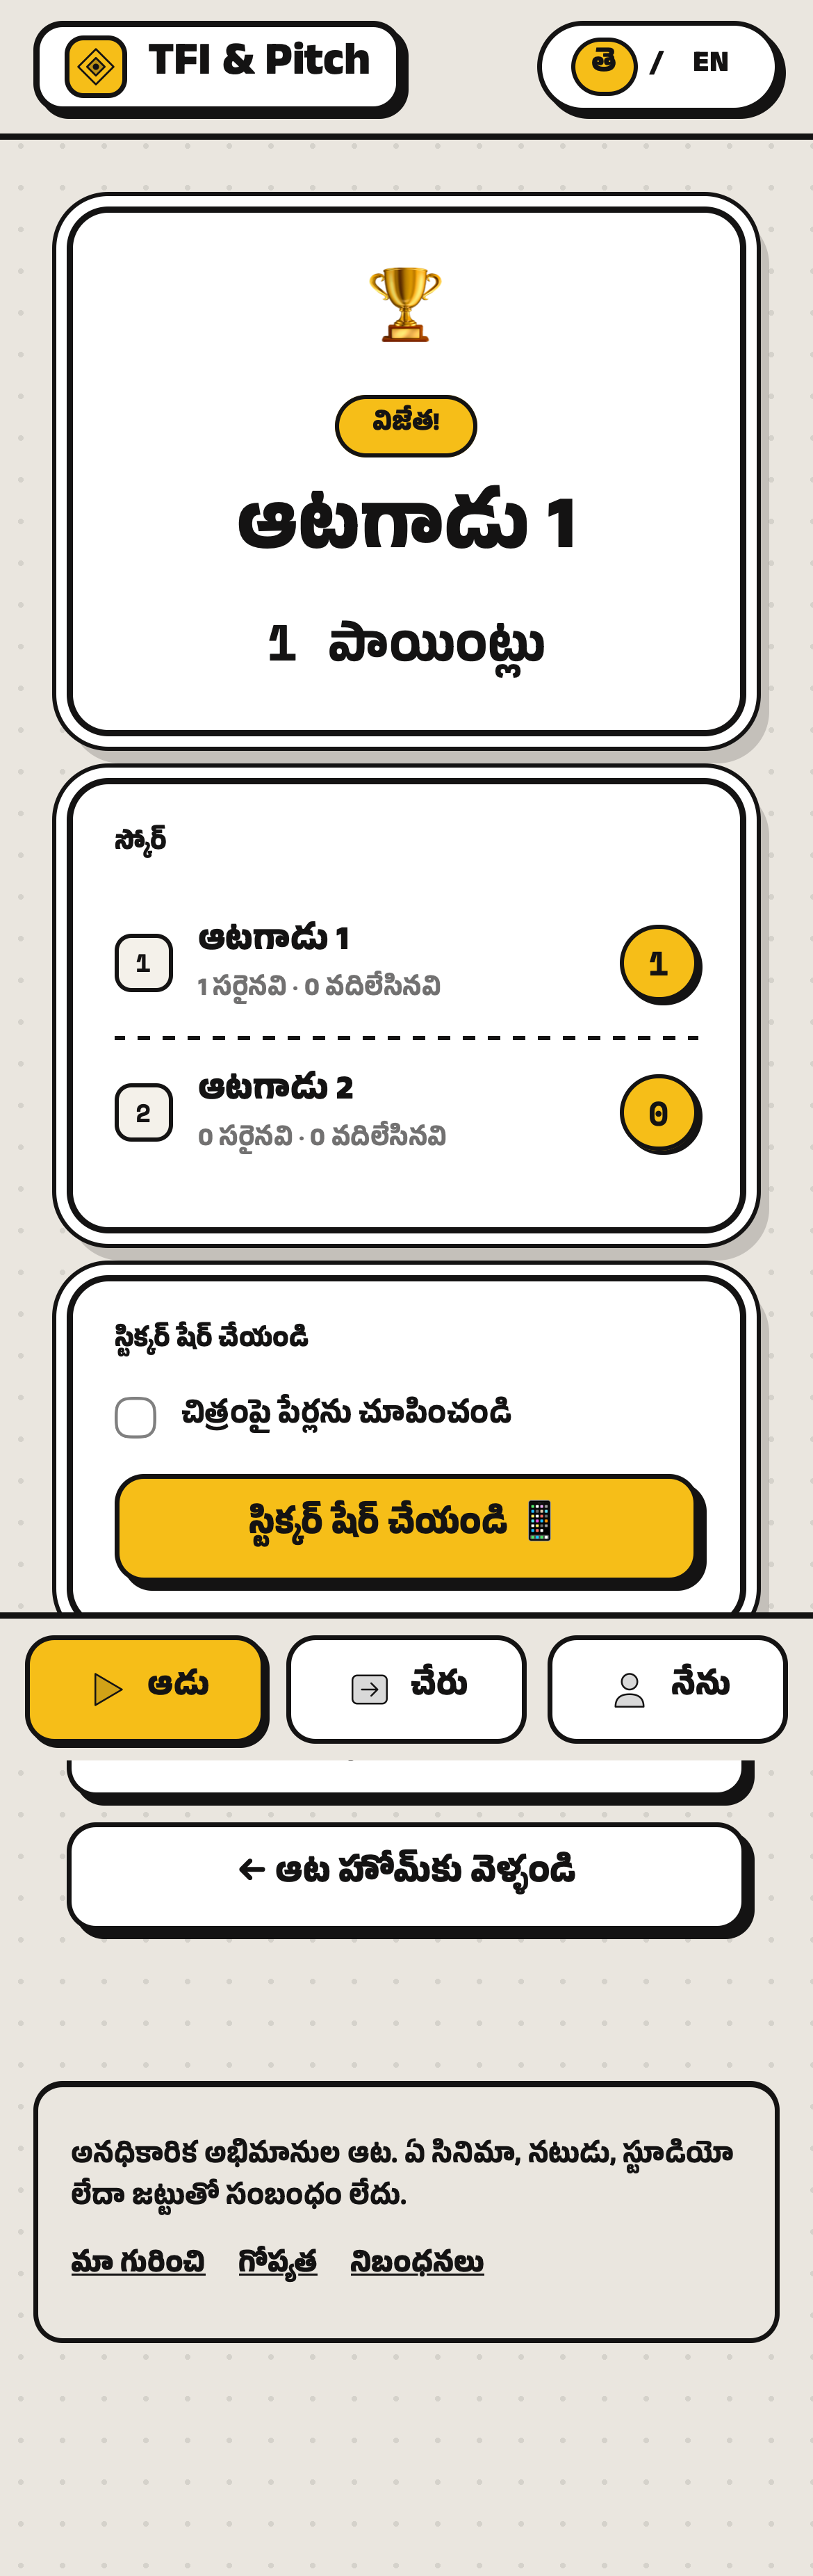 TFI & Pitch
తె / EN
విజేత!
ఆటగాడు 1
1 పాయింట్లు
స్కోర్
1 ఆటగాడు 1 1
1 సరైనవి · 0 వదిలేసినవి
2 ఆటగాడు 2 0
0 సరైనవి · 0 వదిలేసినవి
స్టిక్కర్ షేర్ చేయండి
చిత్రంపై పేర్లను చూపించండి
స్టిక్కర్ షేర్ చేయండి
ఆడు చేరు నేను
← ఆట హోమ్‌కు వెళ్ళండి
అనధికారిక అభిమానుల ఆట. ఏ సినిమా, నటుడు, స్టూడియో
లేదా జట్టుతో సంబంధం లేదు.
మా గురించి గోప్యత నిబంధనలు